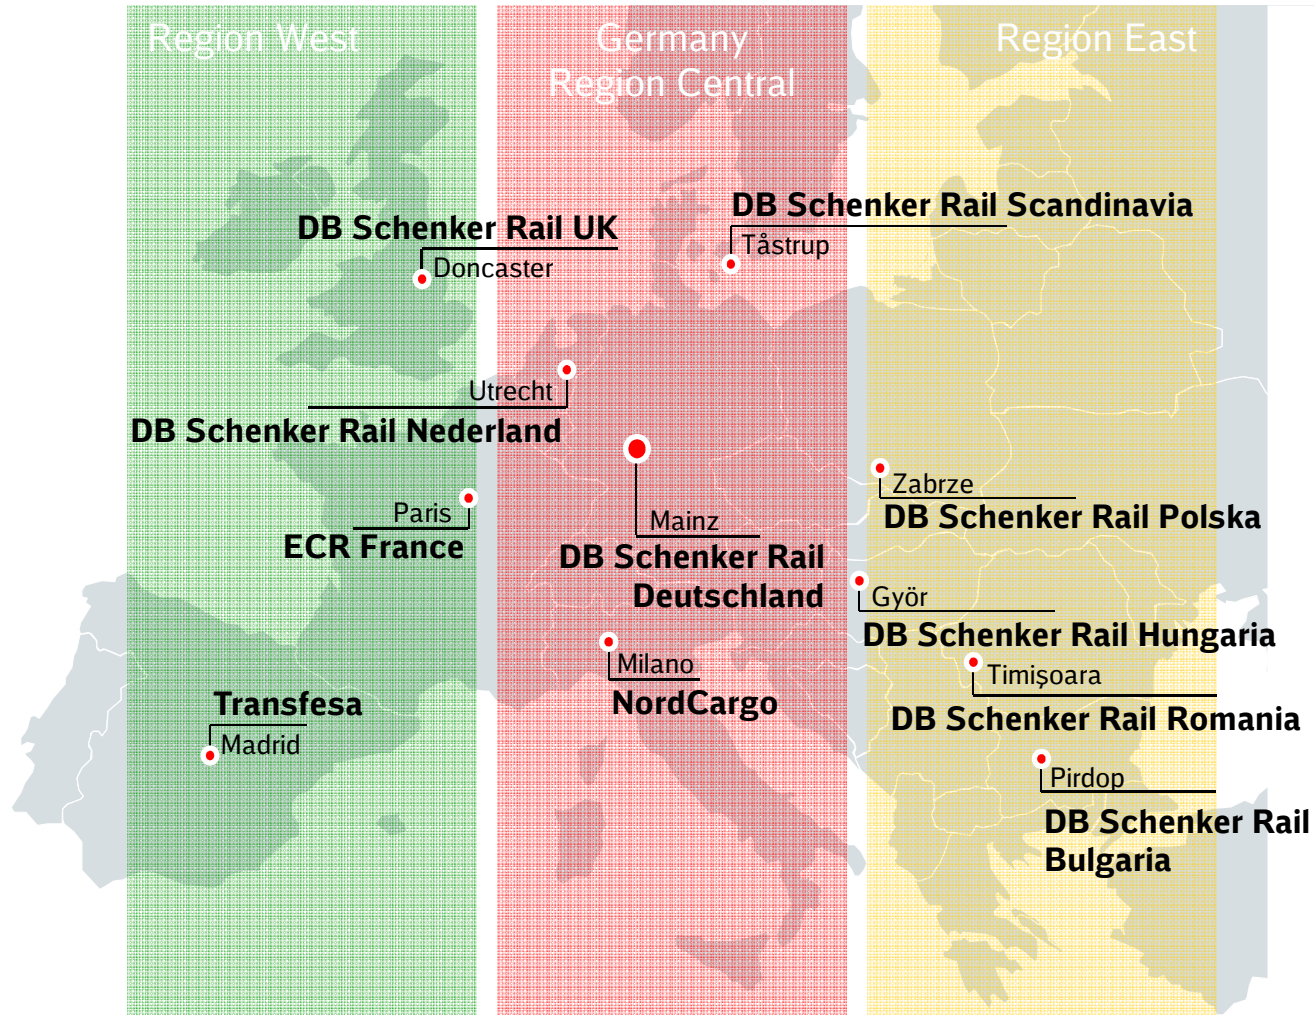 Region West
Germany
Region Central
Region East
DB Schenker Rail Scandinavia
Tåstrup
DB Schenker Rail UK
Doncaster
Utrecht
DB Schenker Rail Nederland
Paris
ECR France
Mainz
DB Schenker Rail
Deutschland
Zabrze
DB Schenker Rail Polska
Györ
DB Schenker Rail Hungaria
Milano
NordCargo
Timişoara
DB Schenker Rail Romania
Transfesa
Madrid
Pirdop
DB Schenker Rail
Bulgaria